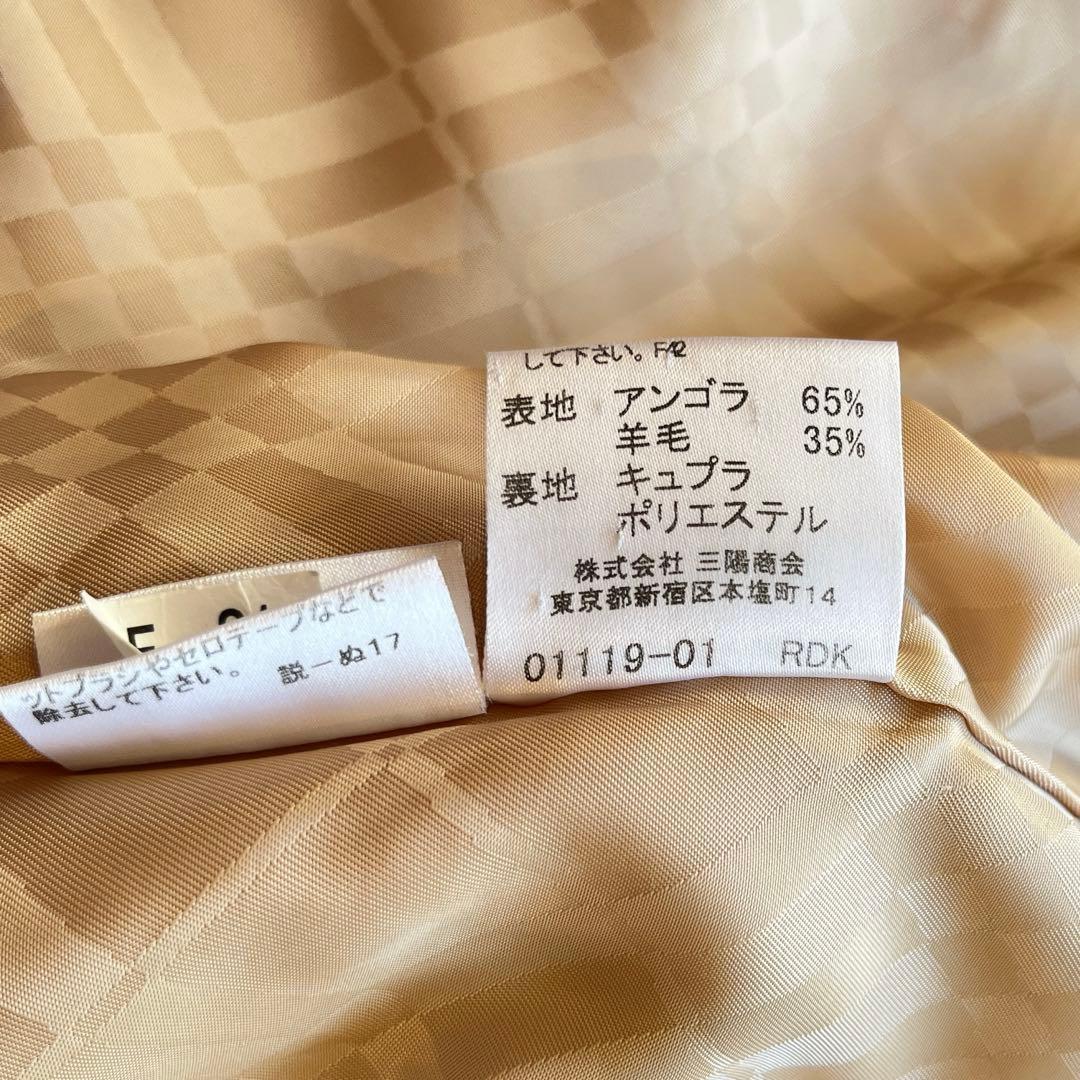 して下さい。F42
表地 アンゴラ 65%
羊毛 35%
裏地 キュプラ
ポリエステル
株式会社 三陽商会
東京都新宿区本塩町14
01119-01 RDK
ットブラシやセロテープなどで
除去して下さい。 説－ぬ17